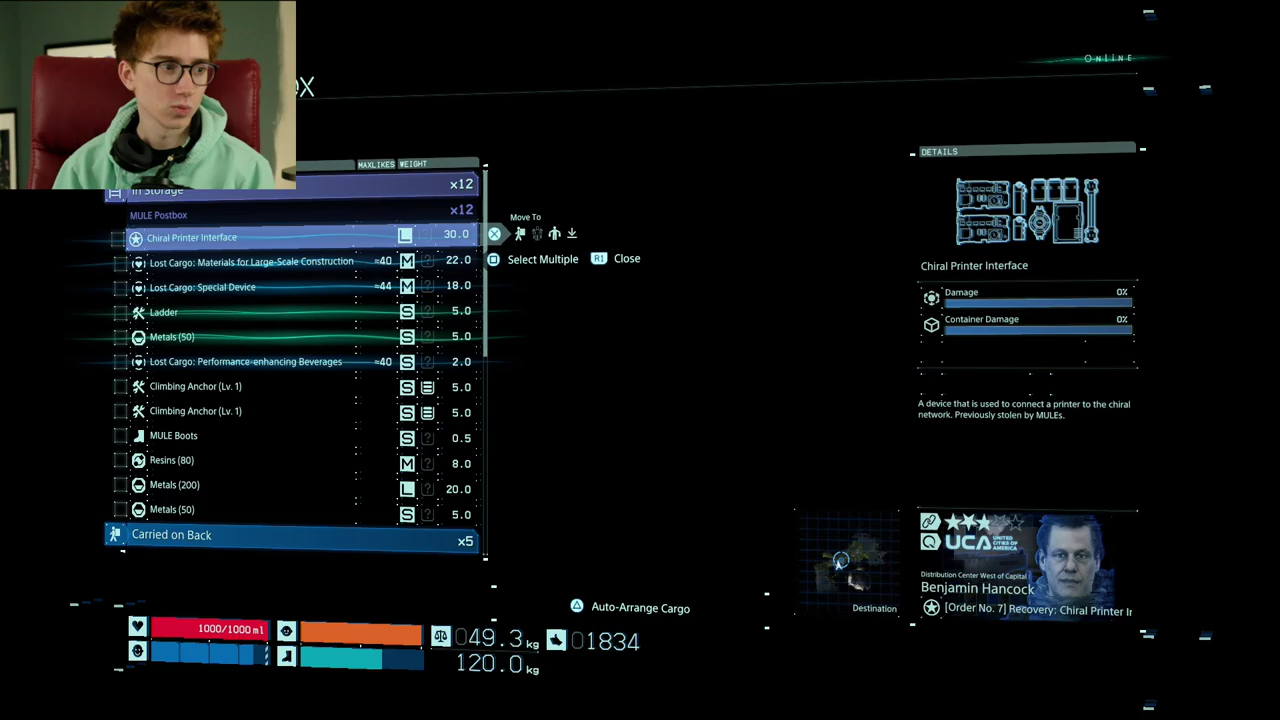 OX
ONLINE
MAXLIKES WEIGHT
DETAILS
In Storage x12
MULE Postbox x12
Chiral Printer Interface L 30.0
Lost Cargo: Materials for Large-Scale Construction ≈40 M ? 22.0
Lost Cargo: Special Device ≈44 M ? 18.0
Ladder S ? 5.0
Metals (50) S ? 5.0
Lost Cargo: Performance-enhancing Beverages ≈40 S ? 2.0
Climbing Anchor (Lv. 1) S 5.0
Climbing Anchor (Lv. 1) S 5.0
MULE Boots S ? 0.5
Resins (80) M ? 8.0
Metals (200) L ? 20.0
Metals (50) S ? 5.0
Carried on Back x5
Move To
Select Multiple R1 Close
Chiral Printer Interface
Damage 0%
Container Damage 0%
A device that is used to connect a printer to the chiral
network. Previously stolen by MULEs.
Destination
UCA UNITED CITIES OF AMERICA
Distribution Center West of Capital
Benjamin Hancock
[Order No. 7] Recovery: Chiral Printer Ir
Auto-Arrange Cargo
1000/1000 ml
049.3 kg
120.0 kg
01834